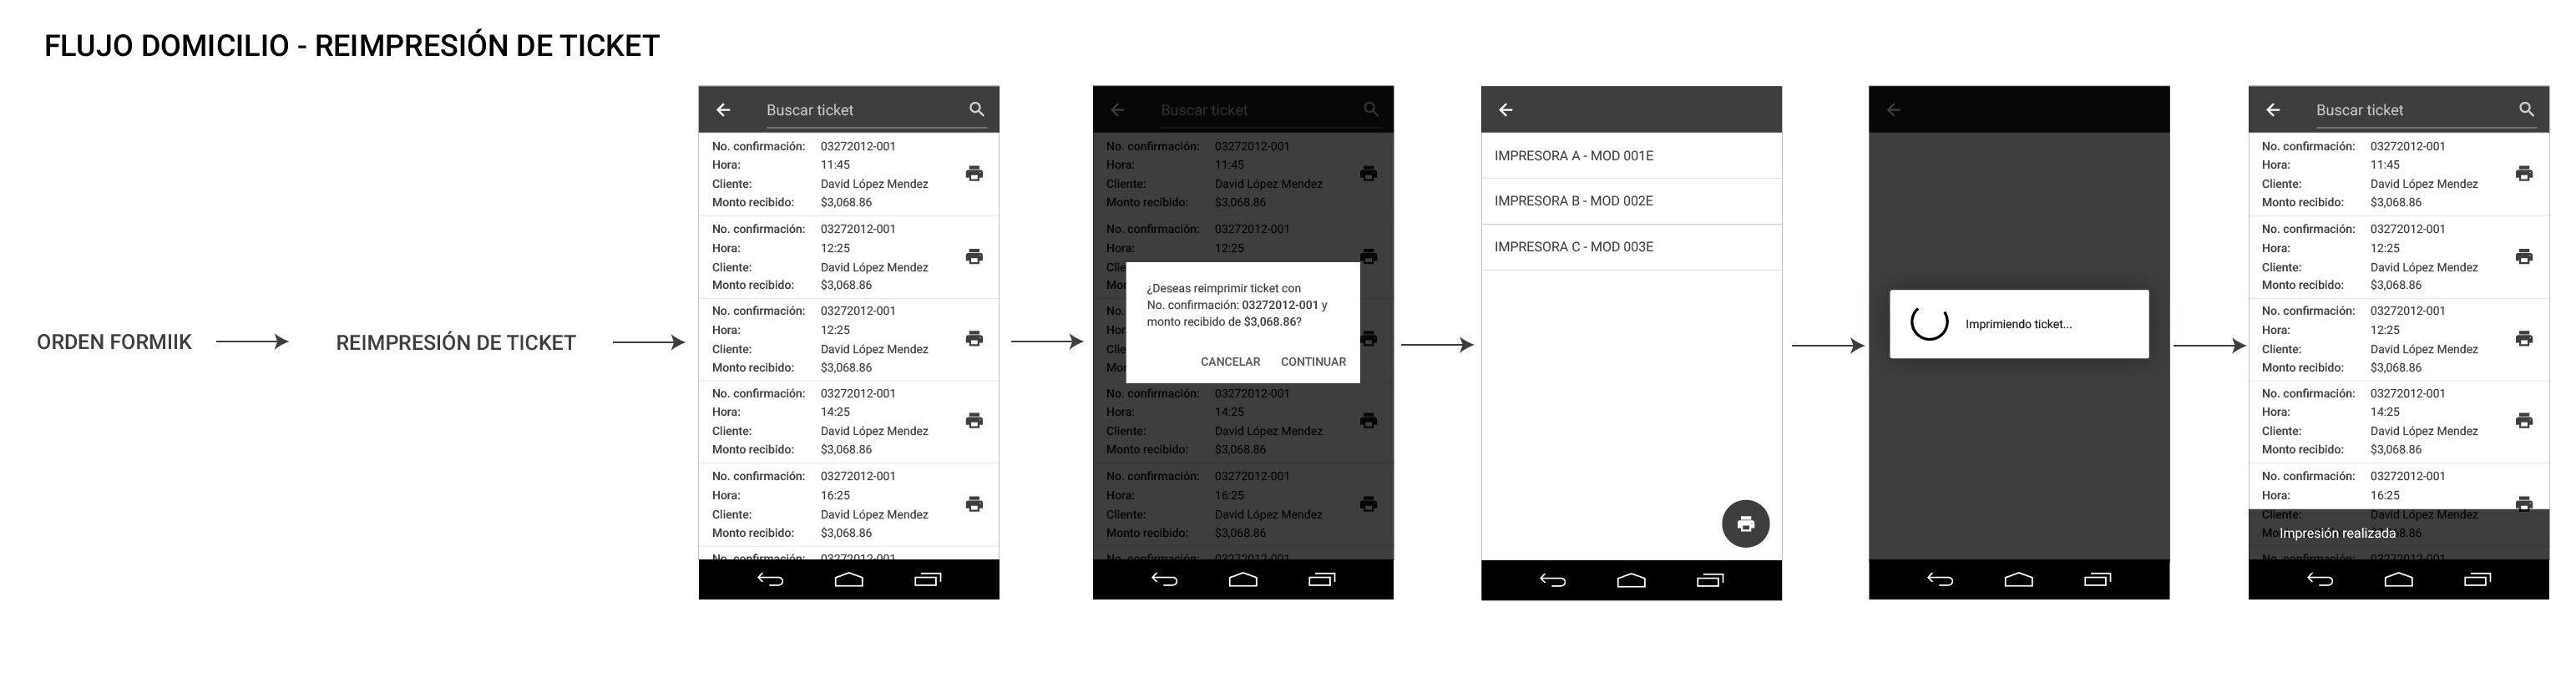 FLUJO DOMICILIO - REIMPRESIÓN DE TICKET
ORDEN FORMIIK
REIMPRESIÓN DE TICKET
Buscar ticket
No. confirmación: 03272012-001
Hora: 11:45
Cliente: David López Mendez
Monto recibido: $3,068.86
No. confirmación: 03272012-001
Hora: 12:25
Cliente: David López Mendez
Monto recibido: $3,068.86
No. confirmación: 03272012-001
Hora: 12:25
Cliente: David López Mendez
Monto recibido: $3,068.86
No. confirmación: 03272012-001
Hora: 14:25
Cliente: David López Mendez
Monto recibido: $3,068.86
No. confirmación: 03272012-001
Hora: 16:25
Cliente: David López Mendez
Monto recibido: $3,068.86
No. confirmación: 03272012-001
Buscar ticket
No. confirmación: 03272012-001
Hora: 11:45
Cliente: David López Mendez
Monto recibido: $3,068.86
No. confirmación: 03272012-001
Hora: 12:25
¿Deseas reimprimir ticket con
No. confirmación: 03272012-001 y
monto recibido de $3,068.86?
CANCELAR CONTINUAR
No. confirmación: 03272012-001
Hora: 14:25
Cliente: David López Mendez
Monto recibido: $3,068.86
No. confirmación: 03272012-001
Hora: 16:25
Cliente: David López Mendez
Monto recibido: $3,068.86
No. confirmación: 03272012-001
IMPRESORA A - MOD 001E
IMPRESORA B - MOD 002E
IMPRESORA C - MOD 003E
Imprimiendo ticket...
Buscar ticket
No. confirmación: 03272012-001
Hora: 11:45
Cliente: David López Mendez
Monto recibido: $3,068.86
No. confirmación: 03272012-001
Hora: 12:25
Cliente: David López Mendez
Monto recibido: $3,068.86
No. confirmación: 03272012-001
Hora: 12:25
Cliente: David López Mendez
Monto recibido: $3,068.86
No. confirmación: 03272012-001
Hora: 14:25
Cliente: David López Mendez
Monto recibido: $3,068.86
No. confirmación: 03272012-001
Hora: 16:25
Cliente: David López Mendez
Impresión realizada
No. confirmación: 03272012-001